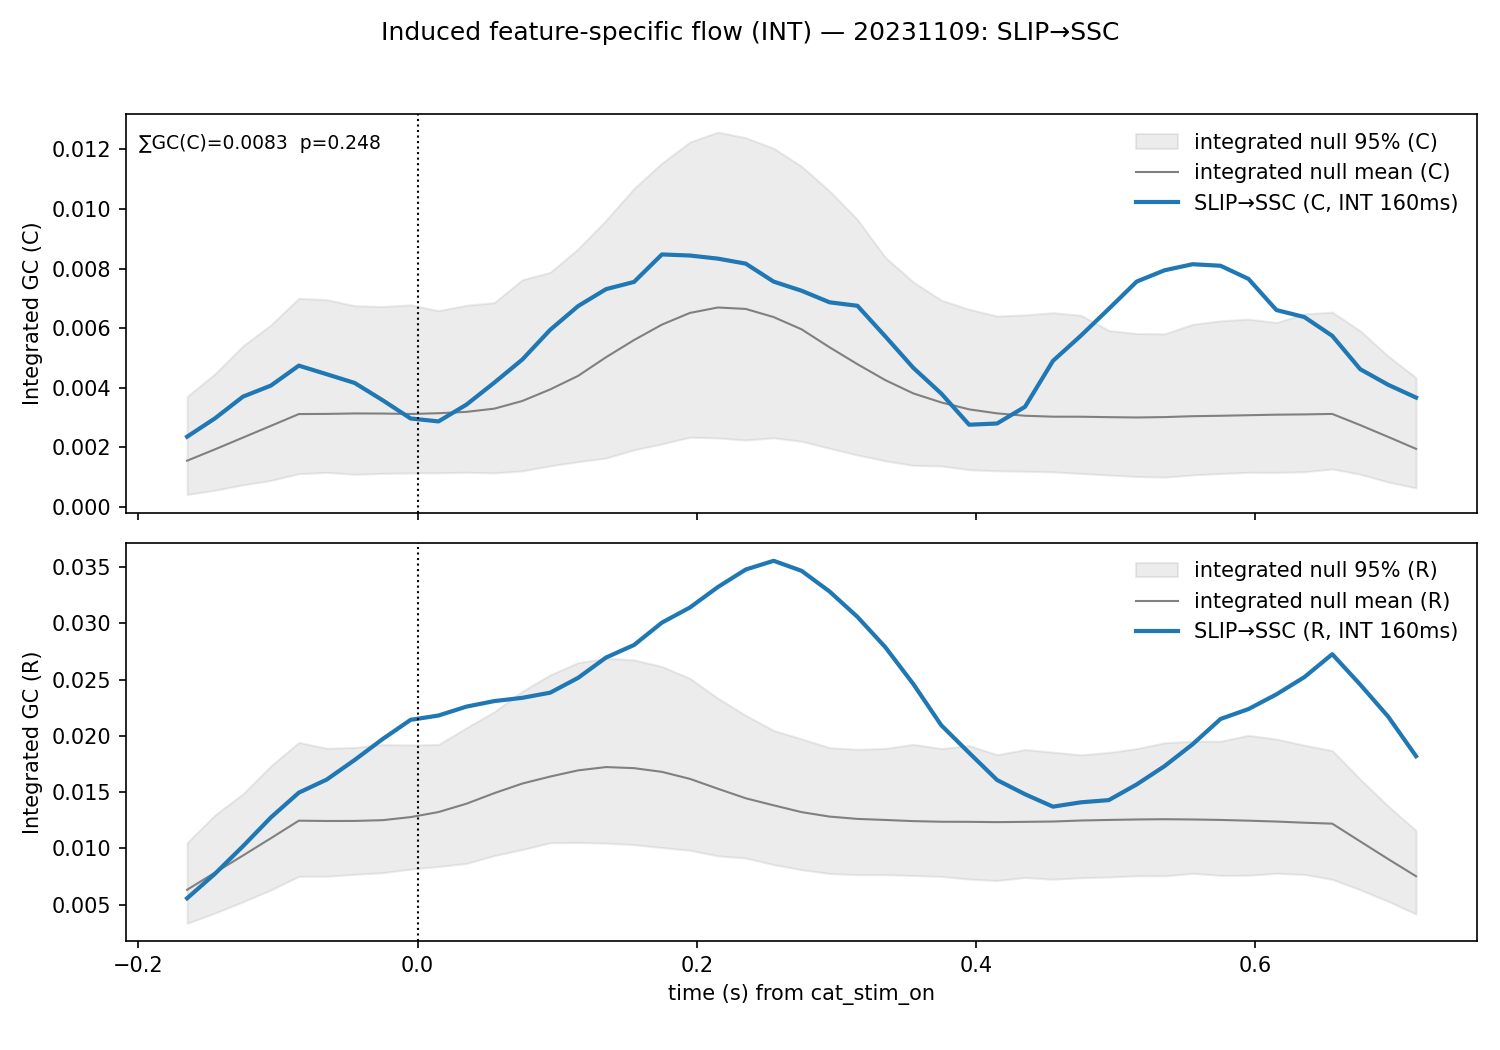 Induced feature-specific flow (INT) — 20231109: SLIP→SSC
∑GC(C)=0.0083  p=0.248
integrated null 95% (C)
integrated null mean (C)
SLIP→SSC (C, INT 160ms)
Integrated GC (C)
0.012
0.010
0.008
0.006
0.004
0.002
0.000
integrated null 95% (R)
integrated null mean (R)
SLIP→SSC (R, INT 160ms)
Integrated GC (R)
0.035
0.030
0.025
0.020
0.015
0.010
0.005
−0.2 0.0 0.2 0.4 0.6
time (s) from cat_stim_on